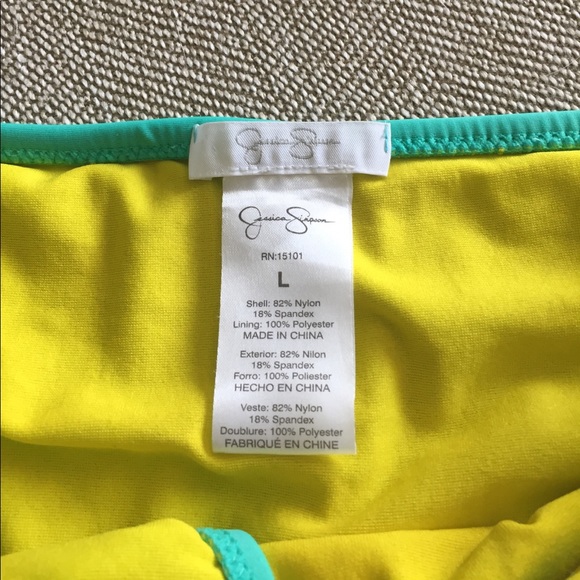 Jessica Simpson
Jessica Simpson
RN:15101
L
Shell: 82% Nylon
18% Spandex
Lining: 100% Polyester
MADE IN CHINA
Exterior: 82% Nilon
18% Spandex
Forro: 100% Poliester
HECHO EN CHINA
Veste: 82% Nylon
18% Spandex
Doublure: 100% Polyester
FABRIQUÉ EN CHINE